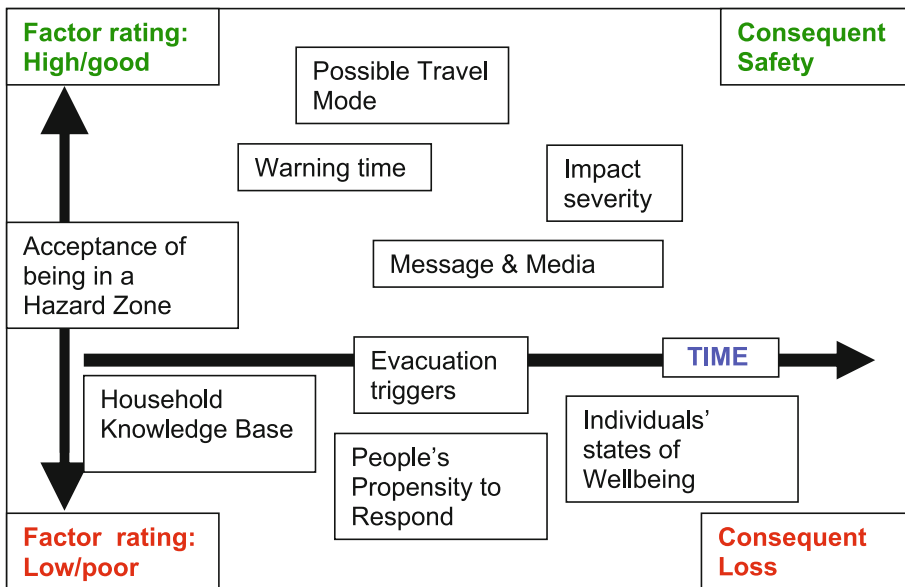 Factor rating:
High/good
Consequent
Safety
Possible Travel
Mode
Warning time
Impact
severity
Acceptance of
being in a
Hazard Zone
Message & Media
Evacuation
triggers
TIME
Household
Knowledge Base
Individuals’
states of
Wellbeing
People’s
Propensity to
Respond
Factor rating:
Low/poor
Consequent
Loss